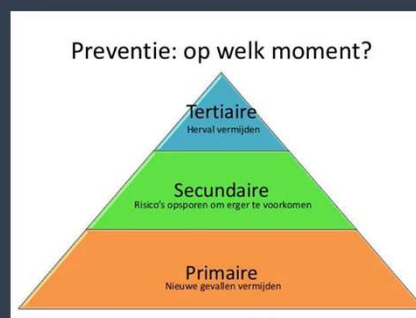 Preventie: op welk moment?
Tertiaire
Herval vermijden
Secundaire
Risico's opsporen om erger te voorkomen
Primaire
Nieuwe gevallen vermijden